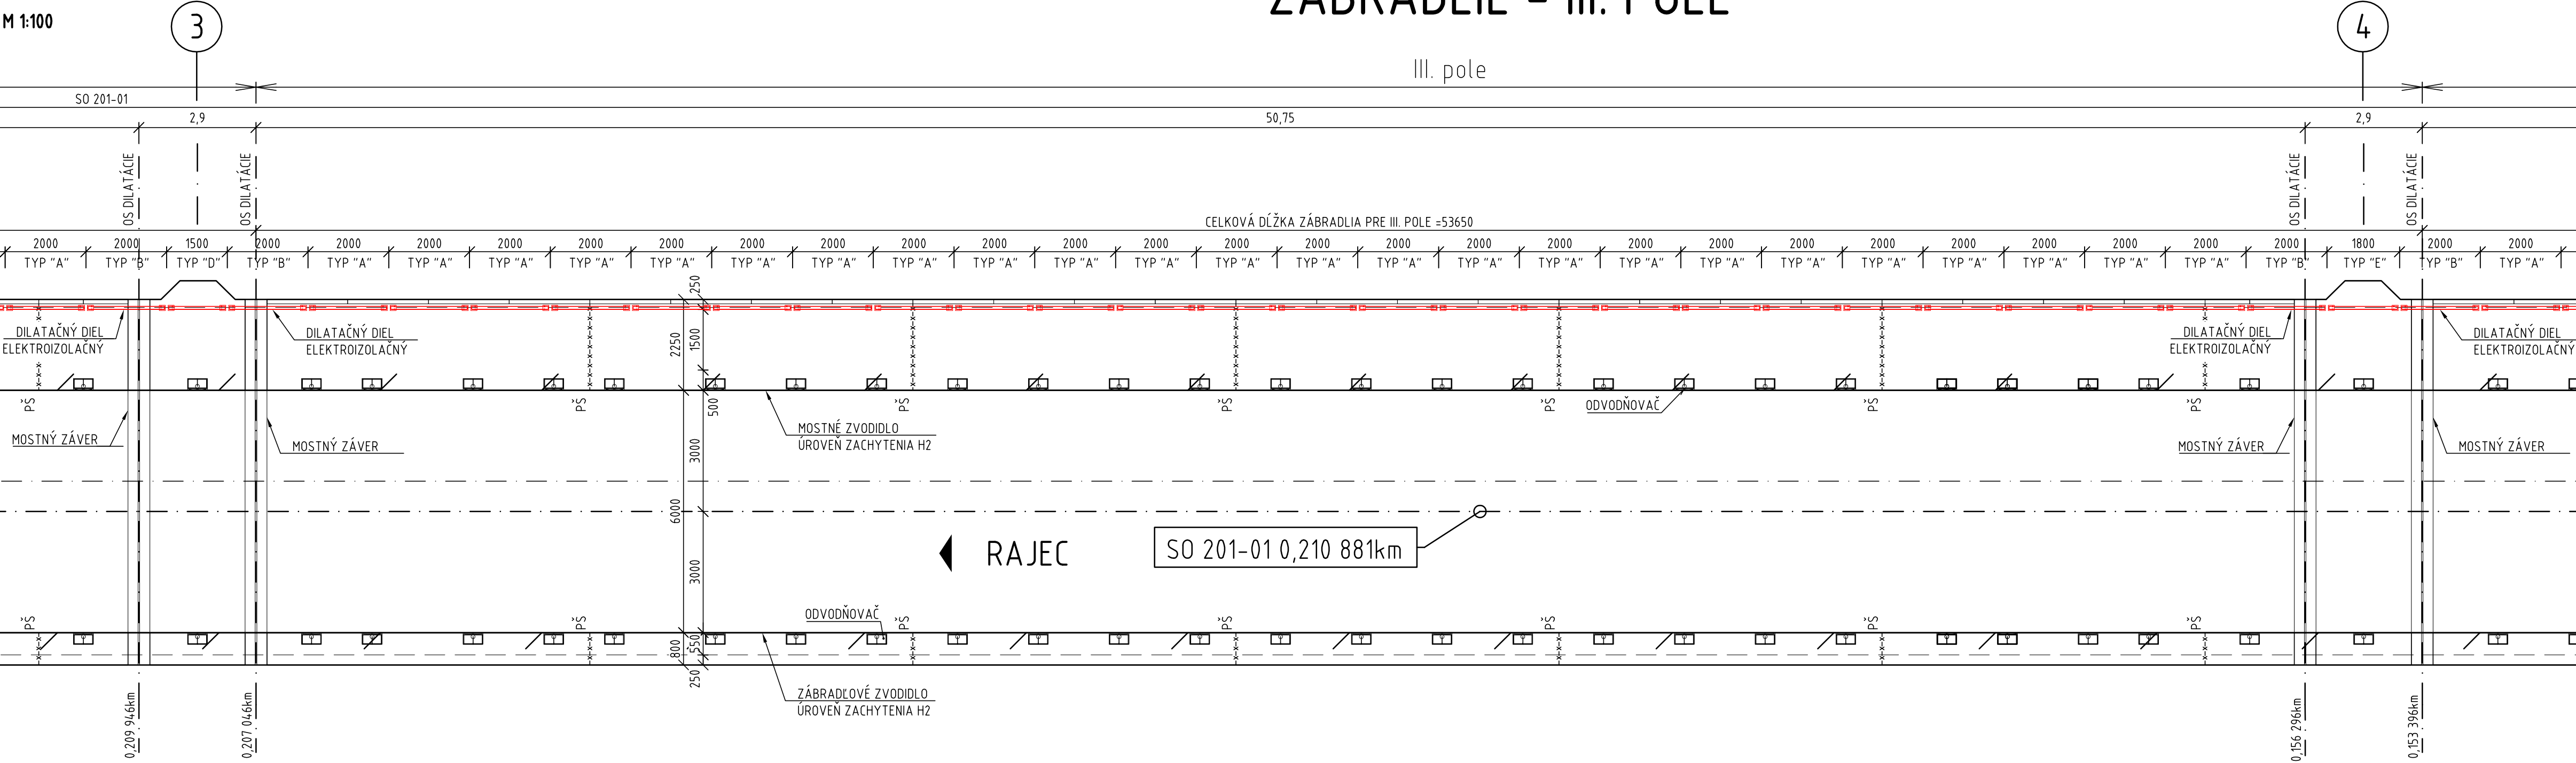 M 1:100
3
ZÁBRADLIE - III. POLE
4
III. pole
SO 201-01
2,9
50,75
2,9
OS DILATÁCIE
OS DILATÁCIE
OS DILATÁCIE
OS DILATÁCIE
CELKOVÁ DĹŽKA ZÁBRADLIA PRE III. POLE =53650
2000 2000 1500 2000 2000 2000 2000 2000 2000 2000 2000 2000 2000 2000 2000 2000 2000 2000 2000 2000 2000 2000 2000 2000 2000 2000 2000 2000 2000 1800 2000 2000
TYP "A" TYP "B" TYP "D" TYP "B" TYP "A" TYP "A" TYP "A" TYP "A" TYP "A" TYP "A" TYP "A" TYP "A" TYP "A" TYP "A" TYP "A" TYP "A" TYP "A" TYP "A" TYP "A" TYP "A" TYP "A" TYP "A" TYP "A" TYP "A" TYP "A" TYP "A" TYP "A" TYP "A" TYP "B" TYP "E" TYP "B" TYP "A"
250
DILATAČNÝ DIEL
ELEKTROIZOLAČNÝ
DILATAČNÝ DIEL
ELEKTROIZOLAČNÝ
2250
1500
DILATAČNÝ DIEL
ELEKTROIZOLAČNÝ
DILATAČNÝ DIEL
ELEKTROIZOLAČNÝ
PŠ
PŠ
500
PŠ
PŠ
PŠ
ODVODŇOVAČ
PŠ
PŠ
MOSTNÝ ZÁVER
MOSTNÝ ZÁVER
MOSTNÉ ZVODIDLO
ÚROVEŇ ZACHYTENIA H2
MOSTNÝ ZÁVER
MOSTNÝ ZÁVER
3000
6000
3000
RAJEC
SO 201-01 0,210 881km
PŠ
PŠ
ODVODŇOVAČ
PŠ
PŠ
PŠ
PŠ
PŠ
800
550
250
ZÁBRADĽOVÉ ZVODIDLO
ÚROVEŇ ZACHYTENIA H2
0,209 946km
0,207 046km
0,156 296km
0,153 396km